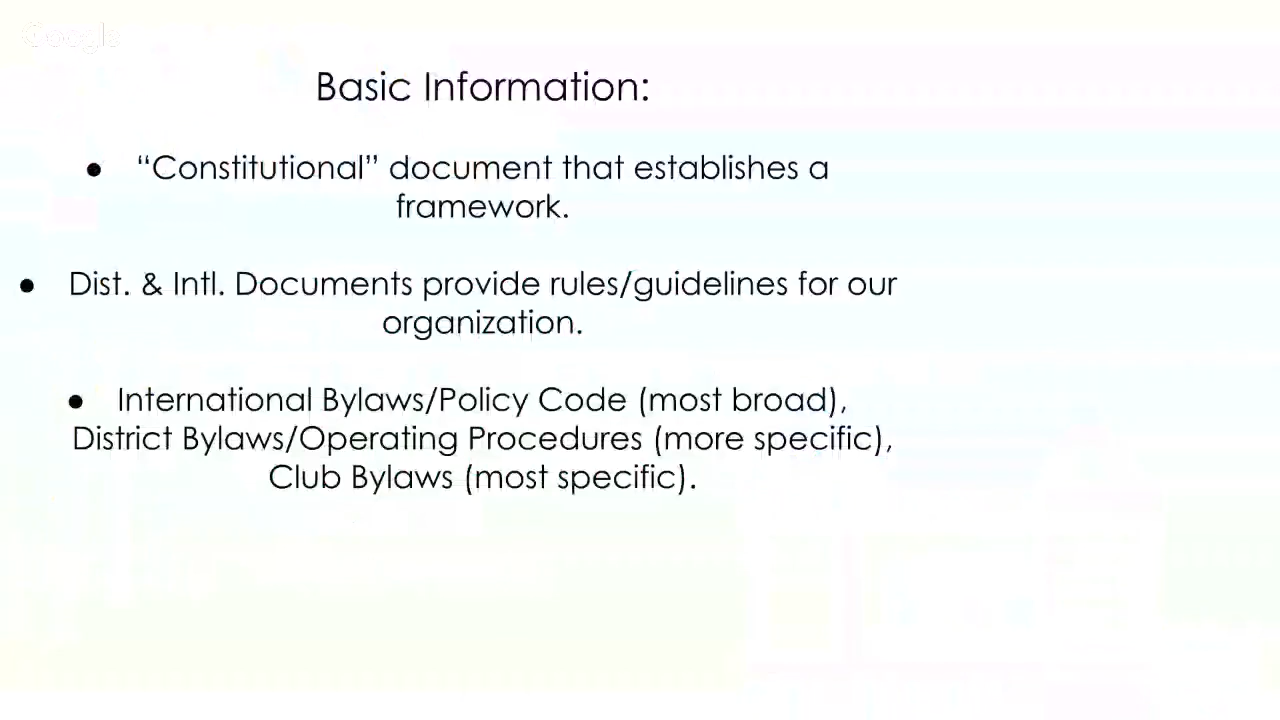 Google
Basic Information:
● “Constitutional” document that establishes a
framework.
● Dist. & Intl. Documents provide rules/guidelines for our
organization.
● International Bylaws/Policy Code (most broad),
District Bylaws/Operating Procedures (more specific),
Club Bylaws (most specific).